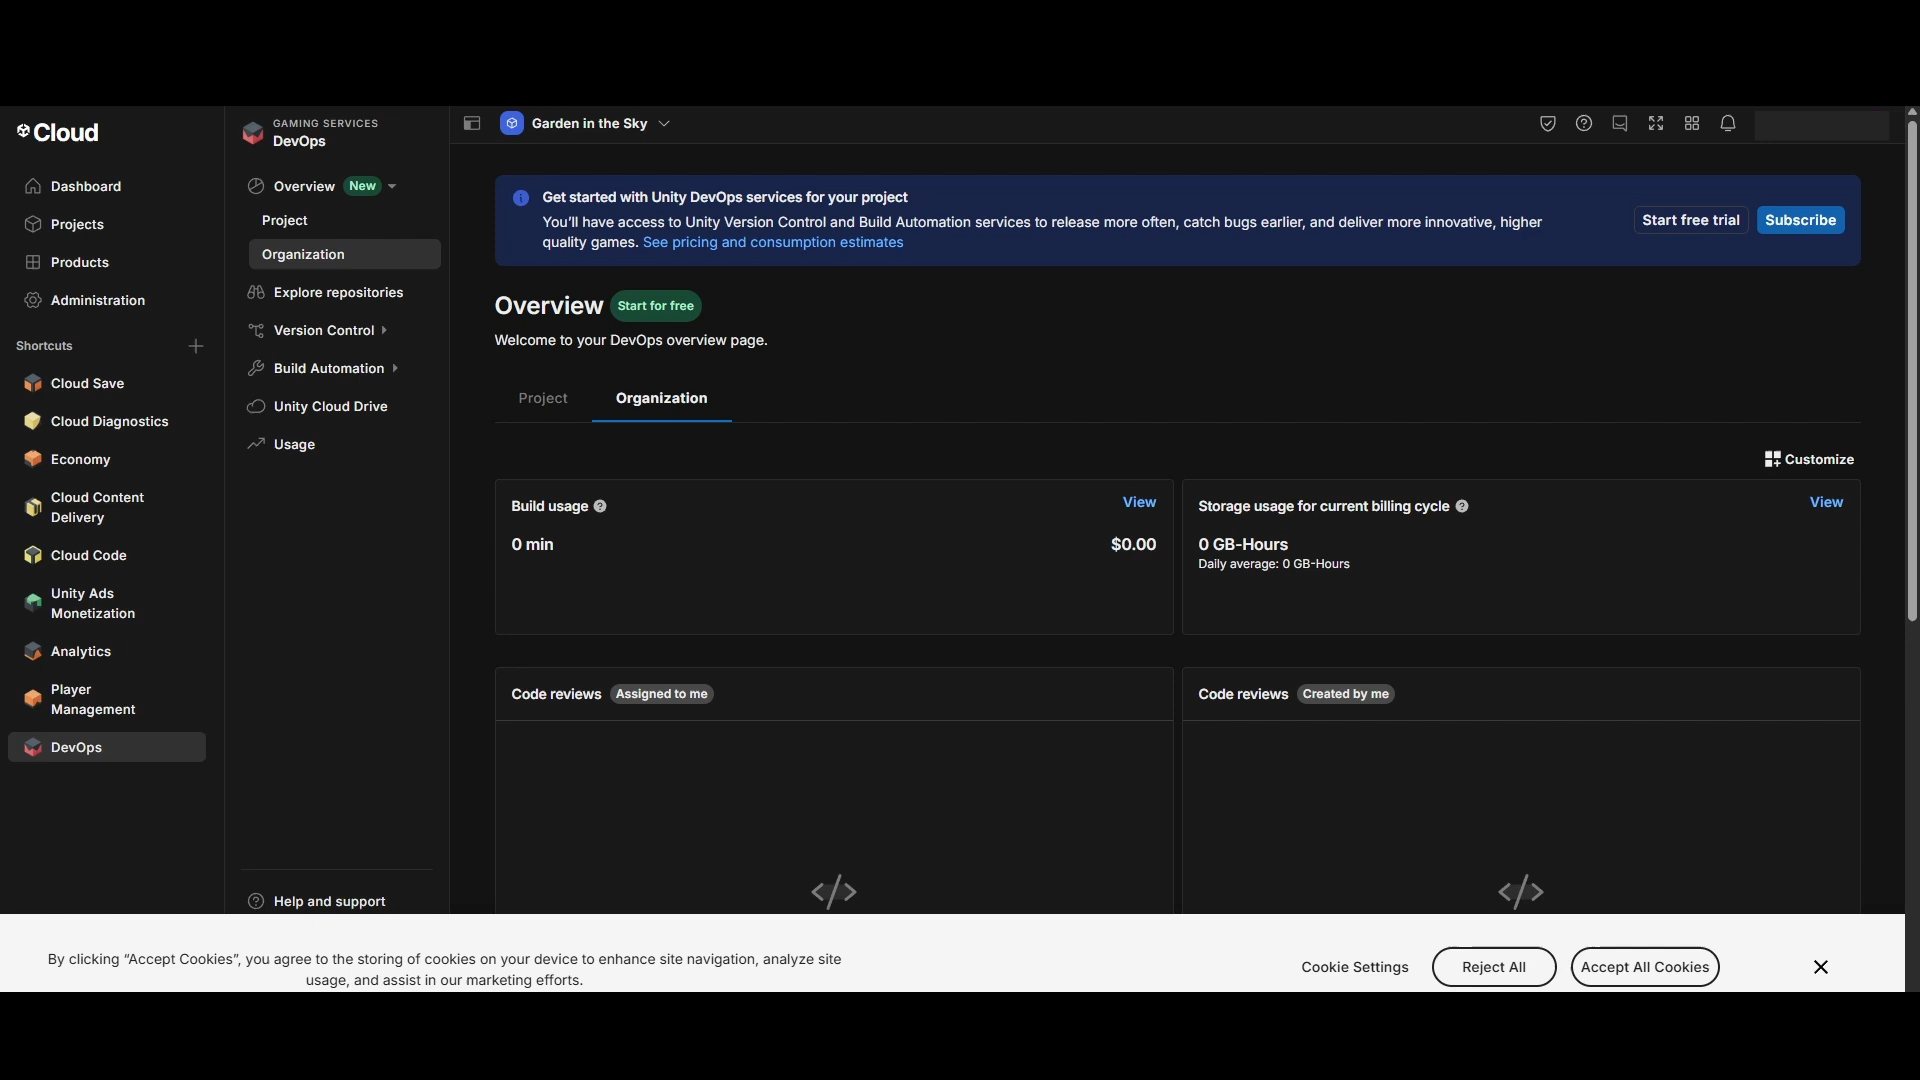 Cloud
Dashboard
Projects
Products
Administration
Shortcuts
Cloud Save
Cloud Diagnostics
Economy
Cloud Content
Delivery
Cloud Code
Unity Ads
Monetization
Analytics
Player
Management
DevOps
GAMING SERVICES
DevOps
Overview New
Project
Organization
Explore repositories
Version Control
Build Automation
Unity Cloud Drive
Usage
Help and support
Garden in the Sky
Get started with Unity DevOps services for your project
You'll have access to Unity Version Control and Build Automation services to release more often, catch bugs earlier, and deliver more innovative, higher
quality games. See pricing and consumption estimates
Start free trial
Subscribe
Overview Start for free
Welcome to your DevOps overview page.
Project Organization
Customize
Build usage View
0 min $0.00
Storage usage for current billing cycle View
0 GB-Hours
Daily average: 0 GB-Hours
Code reviews Assigned to me
Code reviews Created by me
By clicking "Accept Cookies", you agree to the storing of cookies on your device to enhance site navigation, analyze site
usage, and assist in our marketing efforts.
Cookie Settings
Reject All
Accept All Cookies